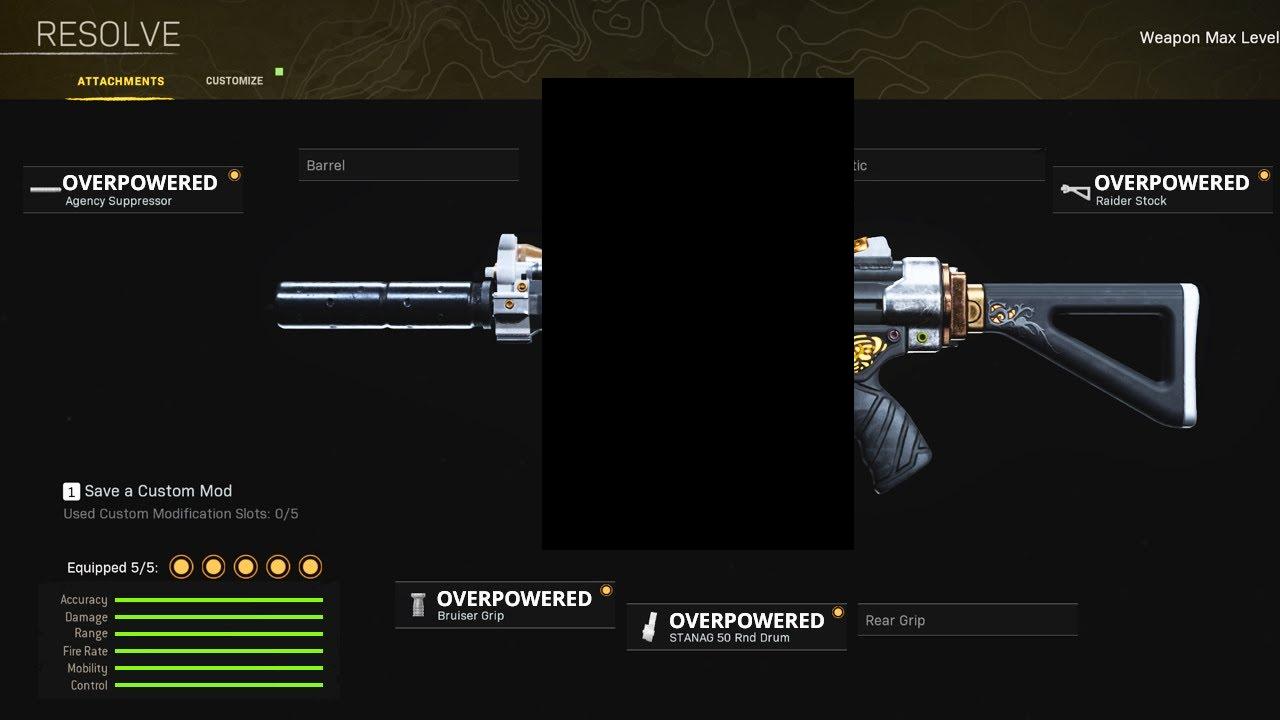 RESOLVE
Weapon Max Level
ATTACHMENTS
CUSTOMIZE
Barrel
tic
OVERPOWERED
Agency Suppressor
OVERPOWERED
Raider Stock
1 Save a Custom Mod
Used Custom Modification Slots: 0/5
Equipped 5/5:
Accuracy
Damage
Range
Fire Rate
Mobility
Control
OVERPOWERED
Bruiser Grip
OVERPOWERED
STANAG 50 Rnd Drum
Rear Grip